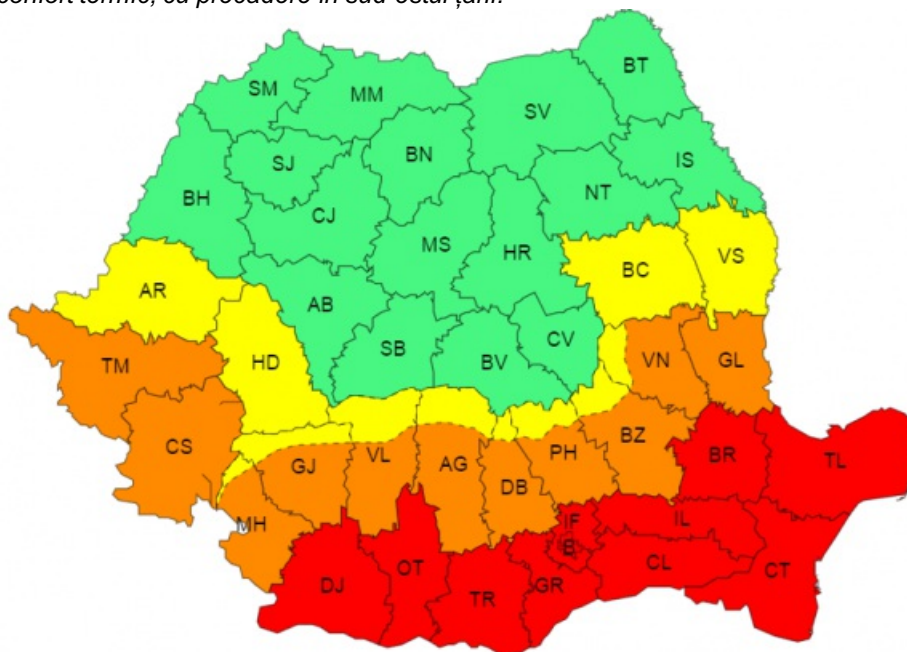 confort termic, cu precădere în sud-estul țării.
BT
SM
MM
SV
BN
SJ
IS
NT
BH
CJ
MS
HR
VS
BC
AR
AB
SB
BV
CV
HD
TM
VN
GL
CS
GJ
VL
AG
DB
PH
BZ
BR
TL
MH
IF
B
IL
CL
CT
DJ
OT
TR
GR